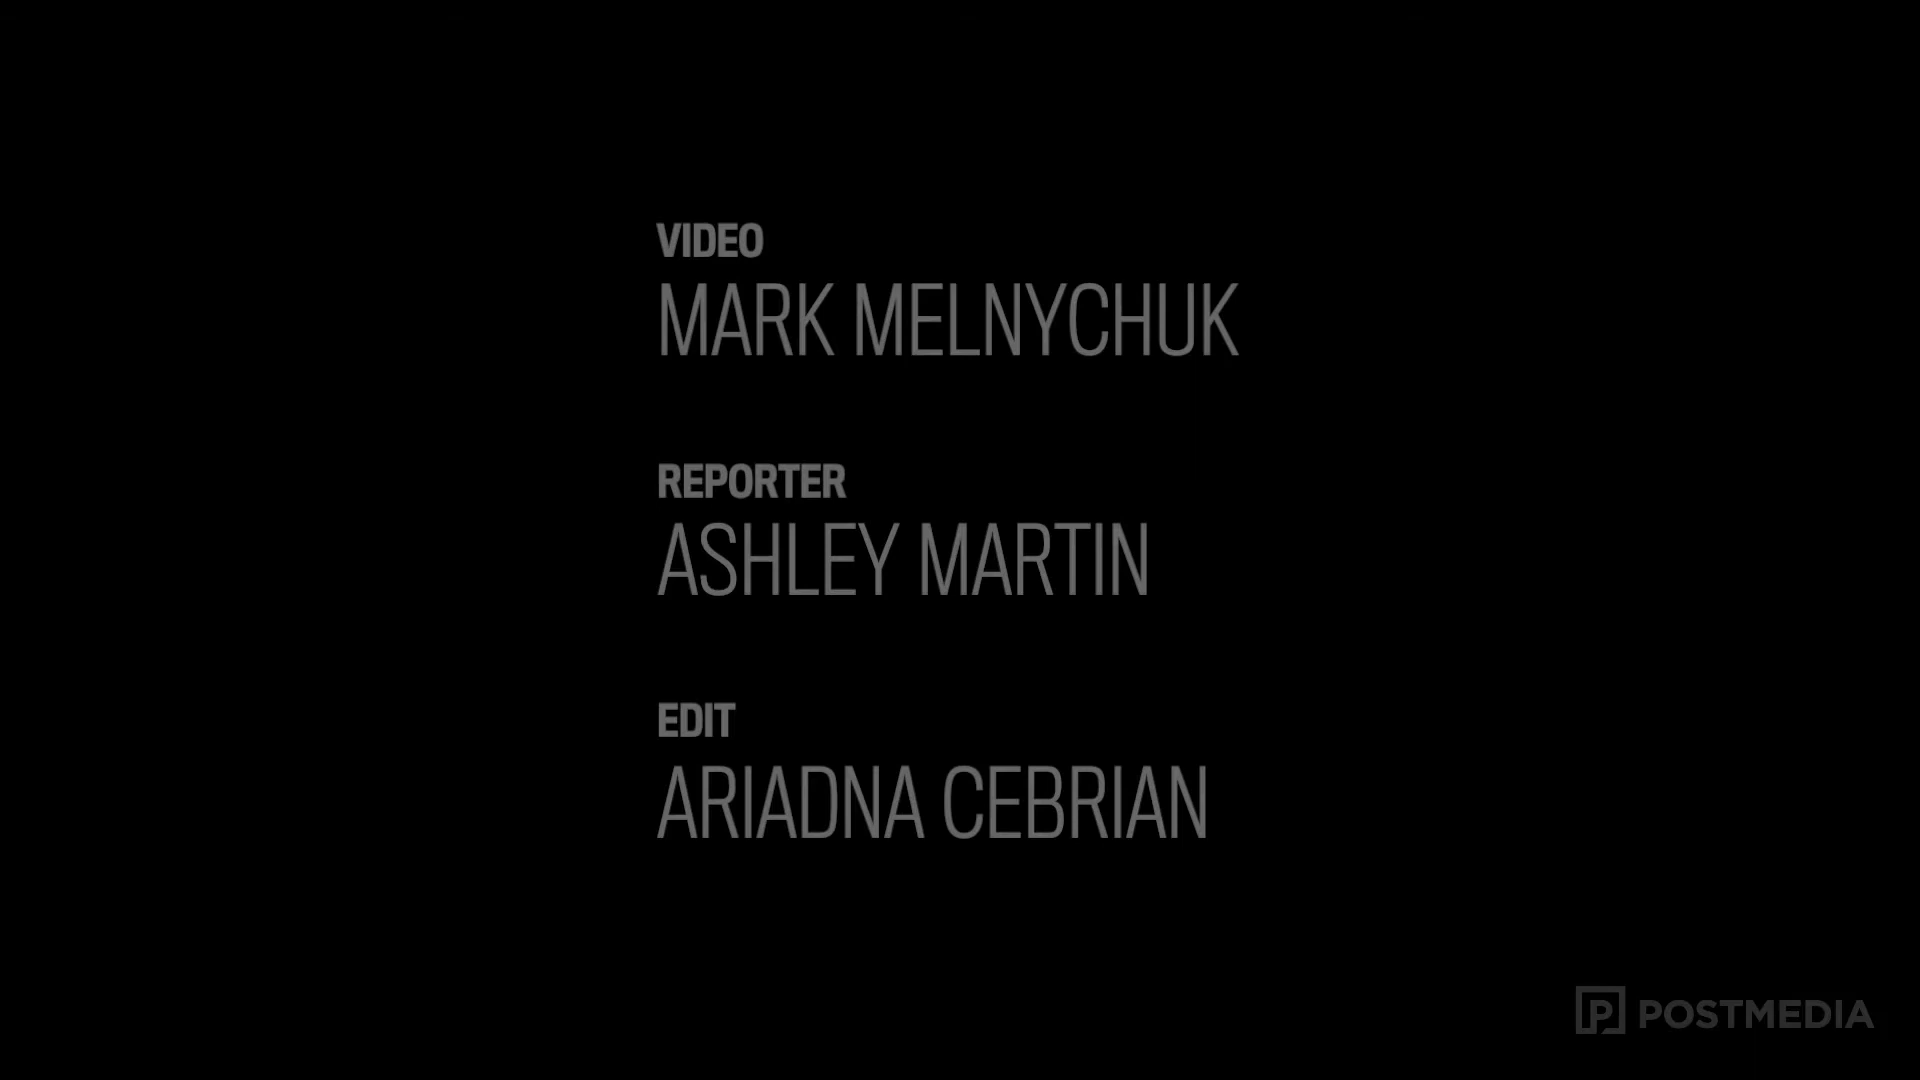 VIDEO
MARK MELNYCHUK
REPORTER
ASHLEY MARTIN
EDIT
ARIADNA CEBRIAN
P POSTMEDIA